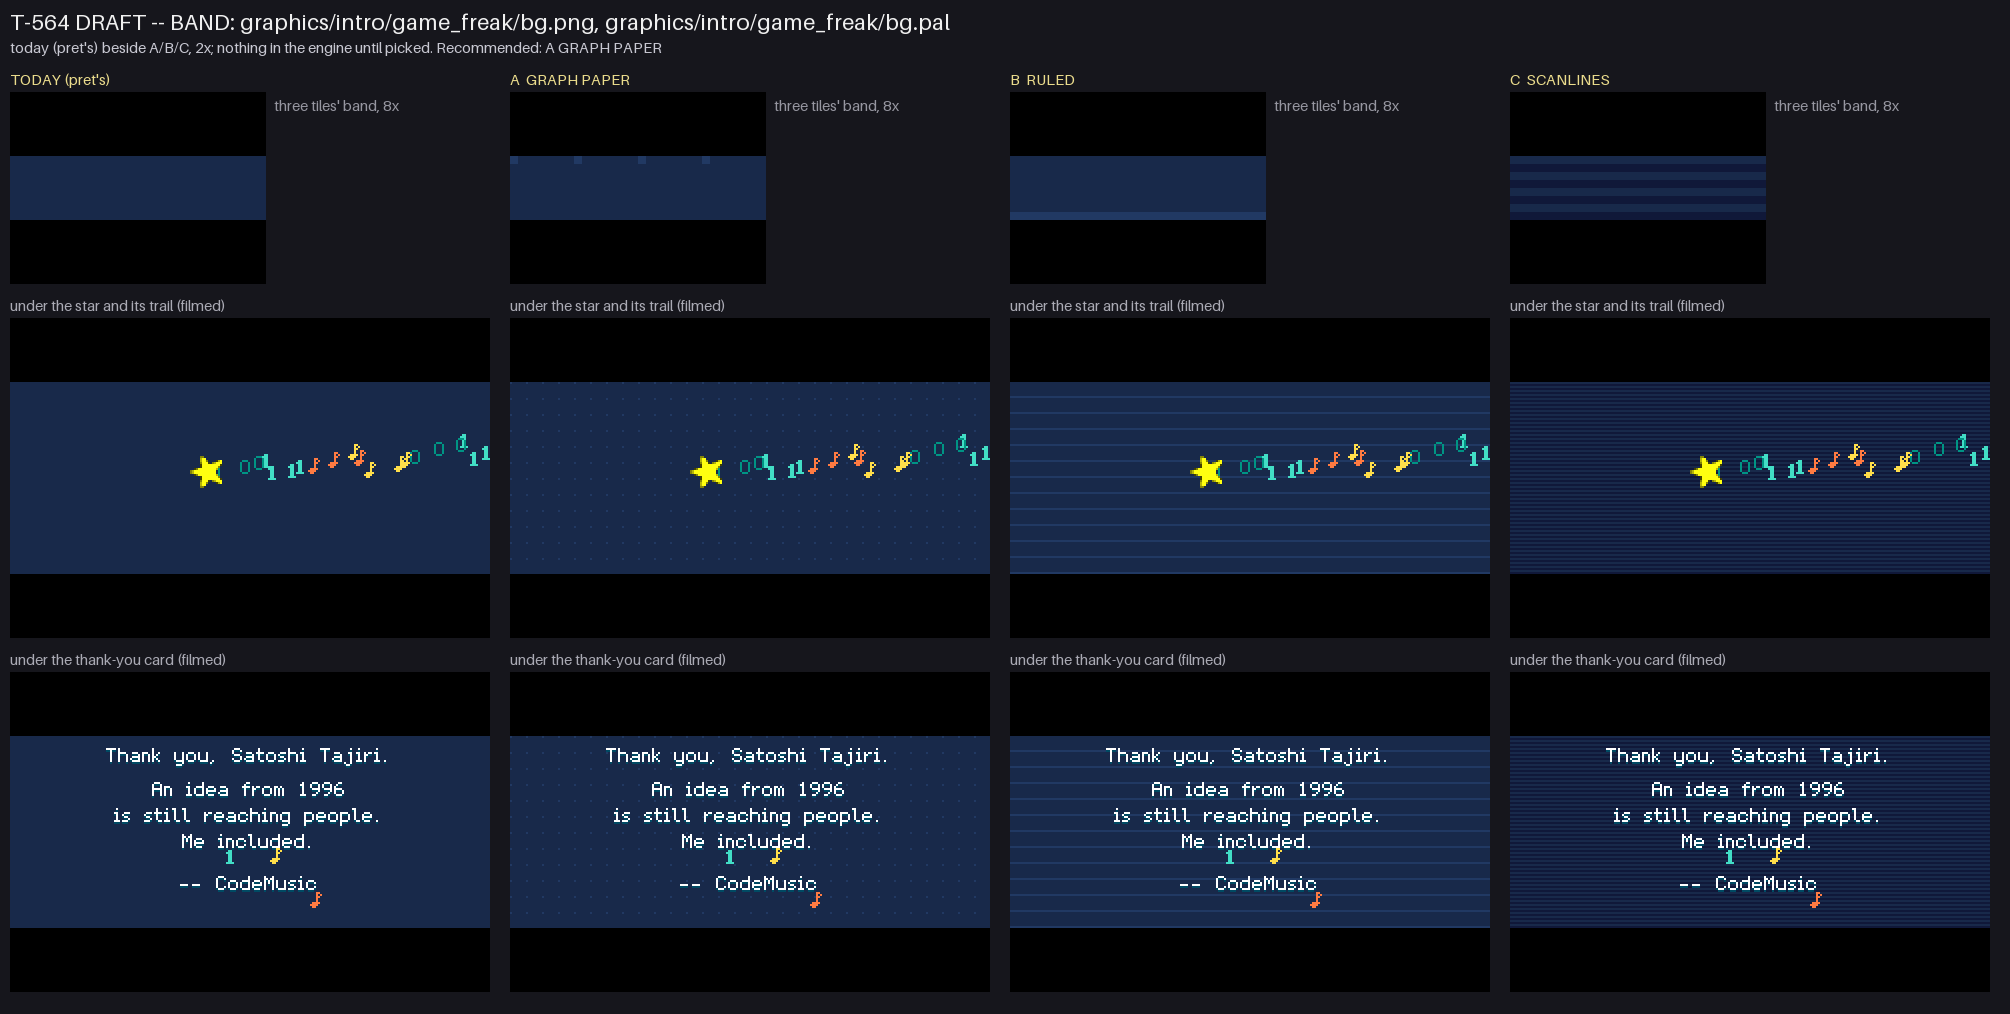 T-564 DRAFT -- BAND: graphics/intro/game_freak/bg.png, graphics/intro/game_freak/bg.pal
today (pret's) beside A/B/C, 2x; nothing in the engine until picked. Recommended: A GRAPH PAPER
TODAY (pret's)
three tiles' band, 8x
under the star and its trail (filmed)
under the thank-you card (filmed)
Thank you, Satoshi Tajiri.
An idea from 1996
is still reaching people.
Me included.
-- CodeMusic
A GRAPH PAPER
three tiles' band, 8x
under the star and its trail (filmed)
under the thank-you card (filmed)
Thank you, Satoshi Tajiri.
An idea from 1996
is still reaching people.
Me included.
-- CodeMusic
B RULED
three tiles' band, 8x
under the star and its trail (filmed)
under the thank-you card (filmed)
Thank you, Satoshi Tajiri.
An idea from 1996
is still reaching people.
Me included.
-- CodeMusic
C SCANLINES
three tiles' band, 8x
under the star and its trail (filmed)
under the thank-you card (filmed)
Thank you, Satoshi Tajiri.
An idea from 1996
is still reaching people.
Me included.
-- CodeMusic